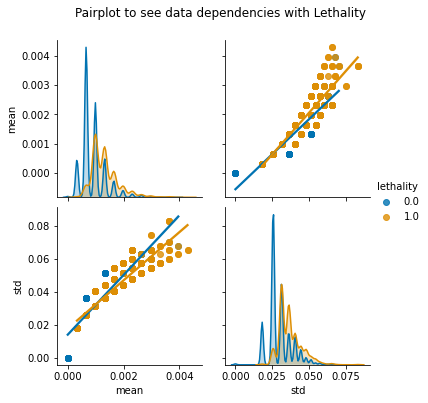 Pairplot to see data dependencies with Lethality
0.004
0.003
0.002
0.001
0.000
mean
lethality
0.0
1.0
0.08
0.06
0.04
0.02
0.00
std
0.000 0.002 0.004
mean
0.000 0.025 0.050 0.075
std